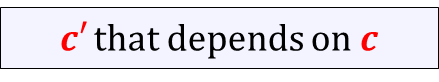 c′ that depends on c